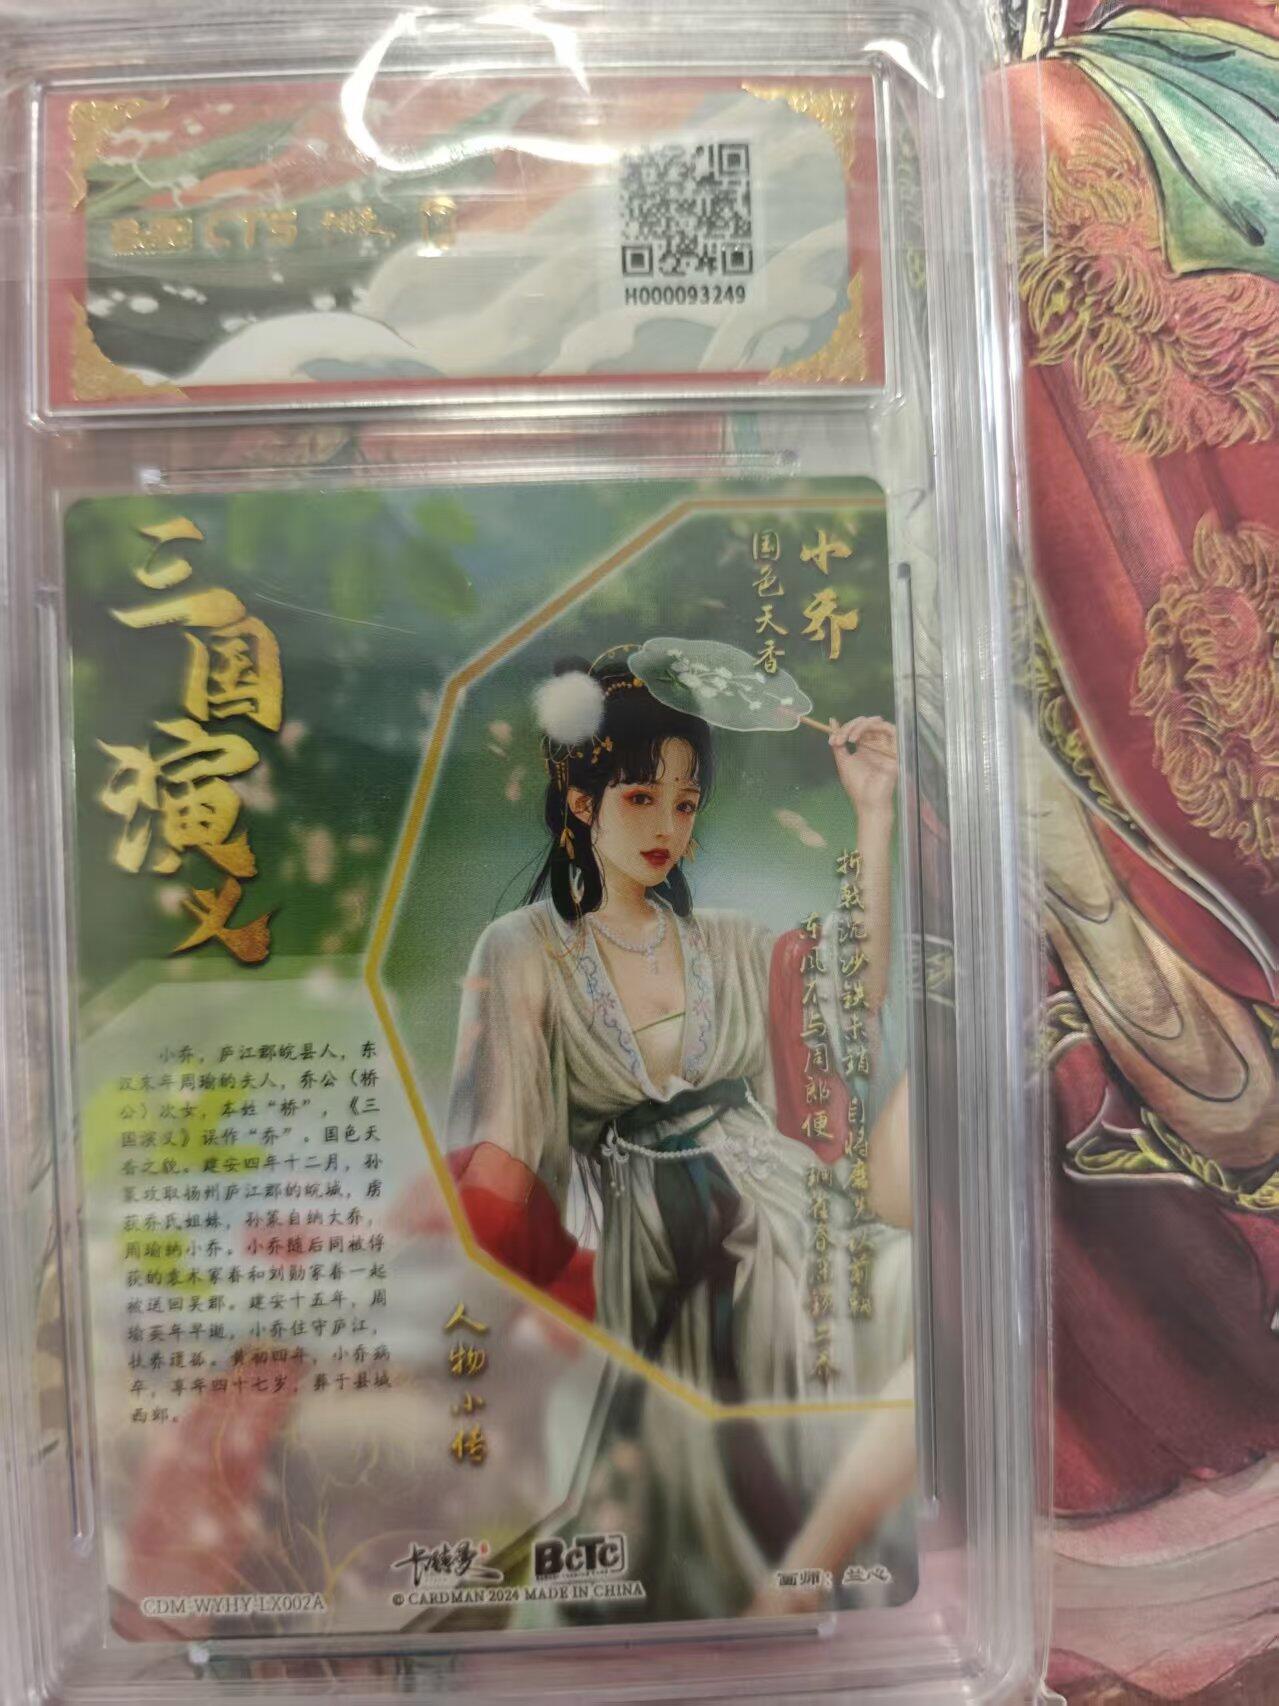 CTS
H000093249
三国演义
小乔
国色天香
折戟沉沙铁未销
自将磨洗认前朝
东风不与周郎便
铜雀春深锁二乔
小乔，庐江郡皖县人，东
汉末年周瑜的夫人，乔公（桥
公）次女，本姓“桥”，《三
国演义》误作“乔”。国色天
香之貌。建安四年十二月，孙
策攻取扬州庐江郡的皖城，虏
获乔氏姐妹，孙策自纳大乔，
周瑜纳小乔。小乔随后同被俘
获的袁术家眷和刘勋家眷一起
被送回吴郡。建安十五年，周
瑜英年早逝，小乔住守庐江，
扶养遗孤。黄初四年，小乔病
卒，享年四十七岁，葬于县城
西郊。
人物小传
卡特曼
BCTC
CDM-WYHY-LX002A
© CARDMAN 2024 MADE IN CHINA
画师：兰心